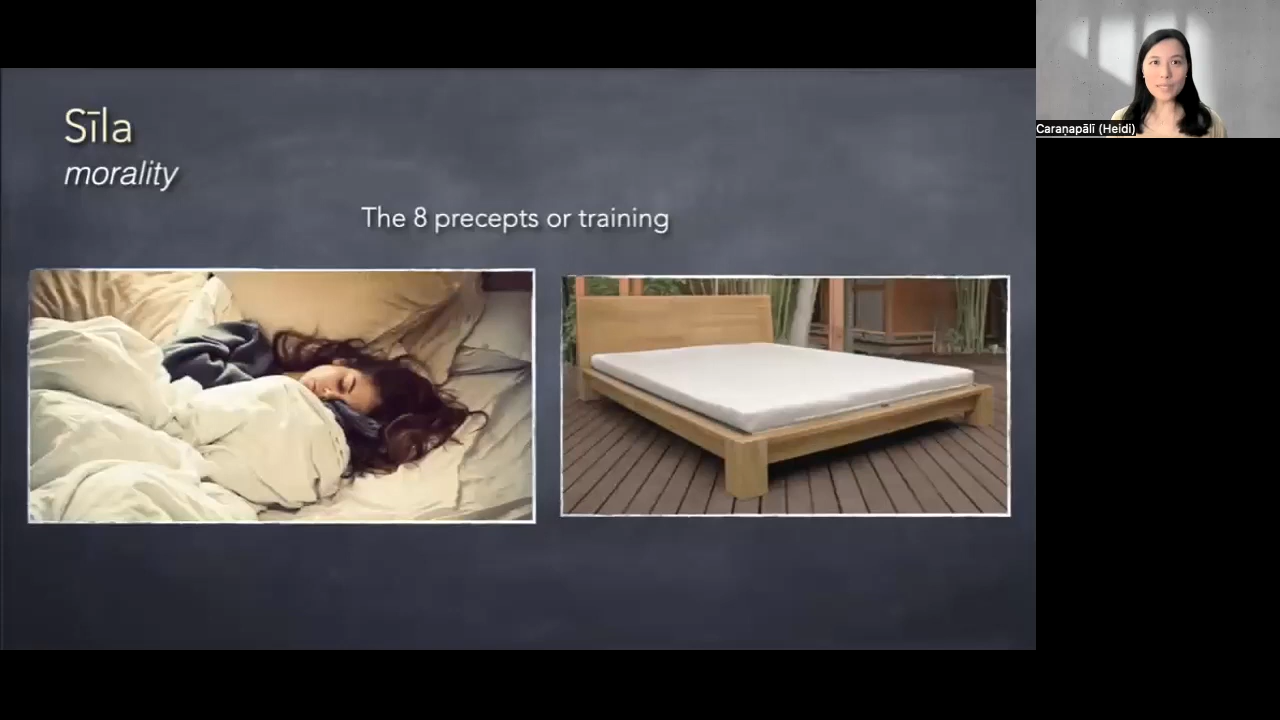 Sīla
morality
The 8 precepts or training
Caraṇapālī (Heidi)